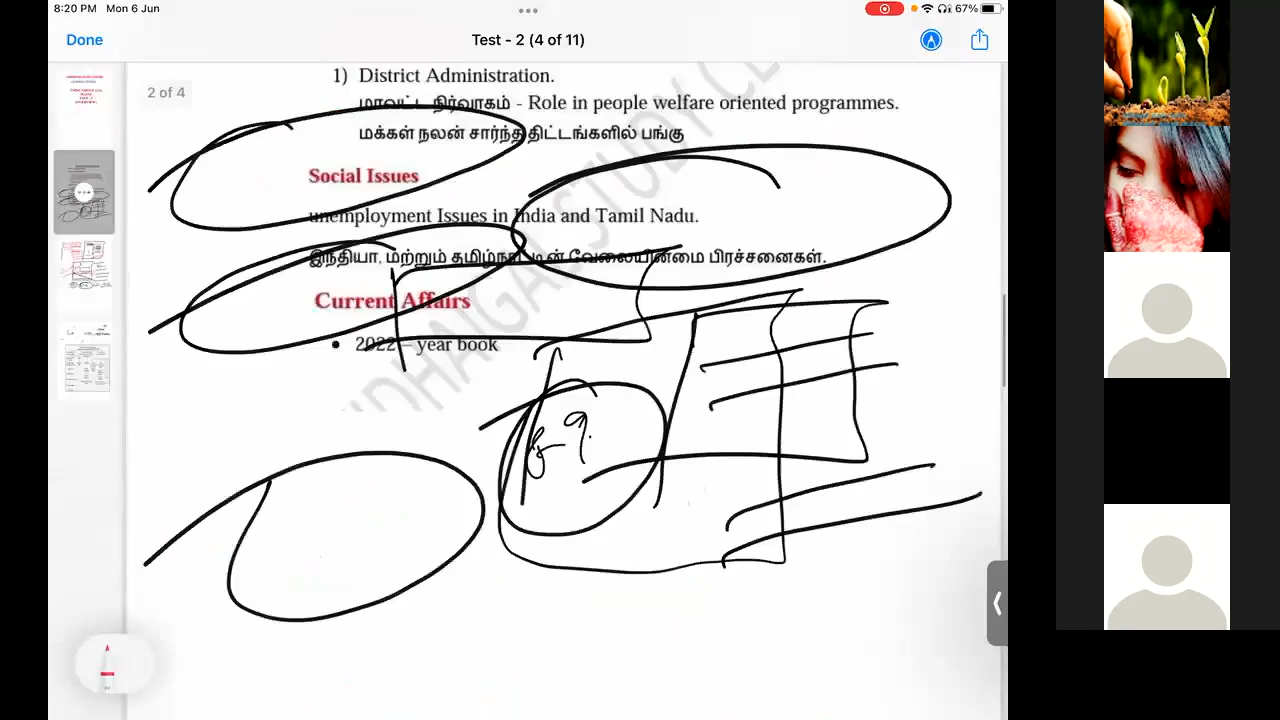 8:20 PM Mon 6 Jun
67%
Done
Test - 2 (4 of 11)
2 of 4
1) District Administration.
மாவட்ட நிர்வாகம் - Role in people welfare oriented programmes.
மக்கள் நலன் சார்ந்த திட்டங்களில் பங்கு
Social Issues
unemployment Issues in India and Tamil Nadu.
இந்தியா, மற்றும் தமிழ்நாட்டின் வேலையின்மை பிரச்சனைகள்.
Current Affairs
• 2022 – year book